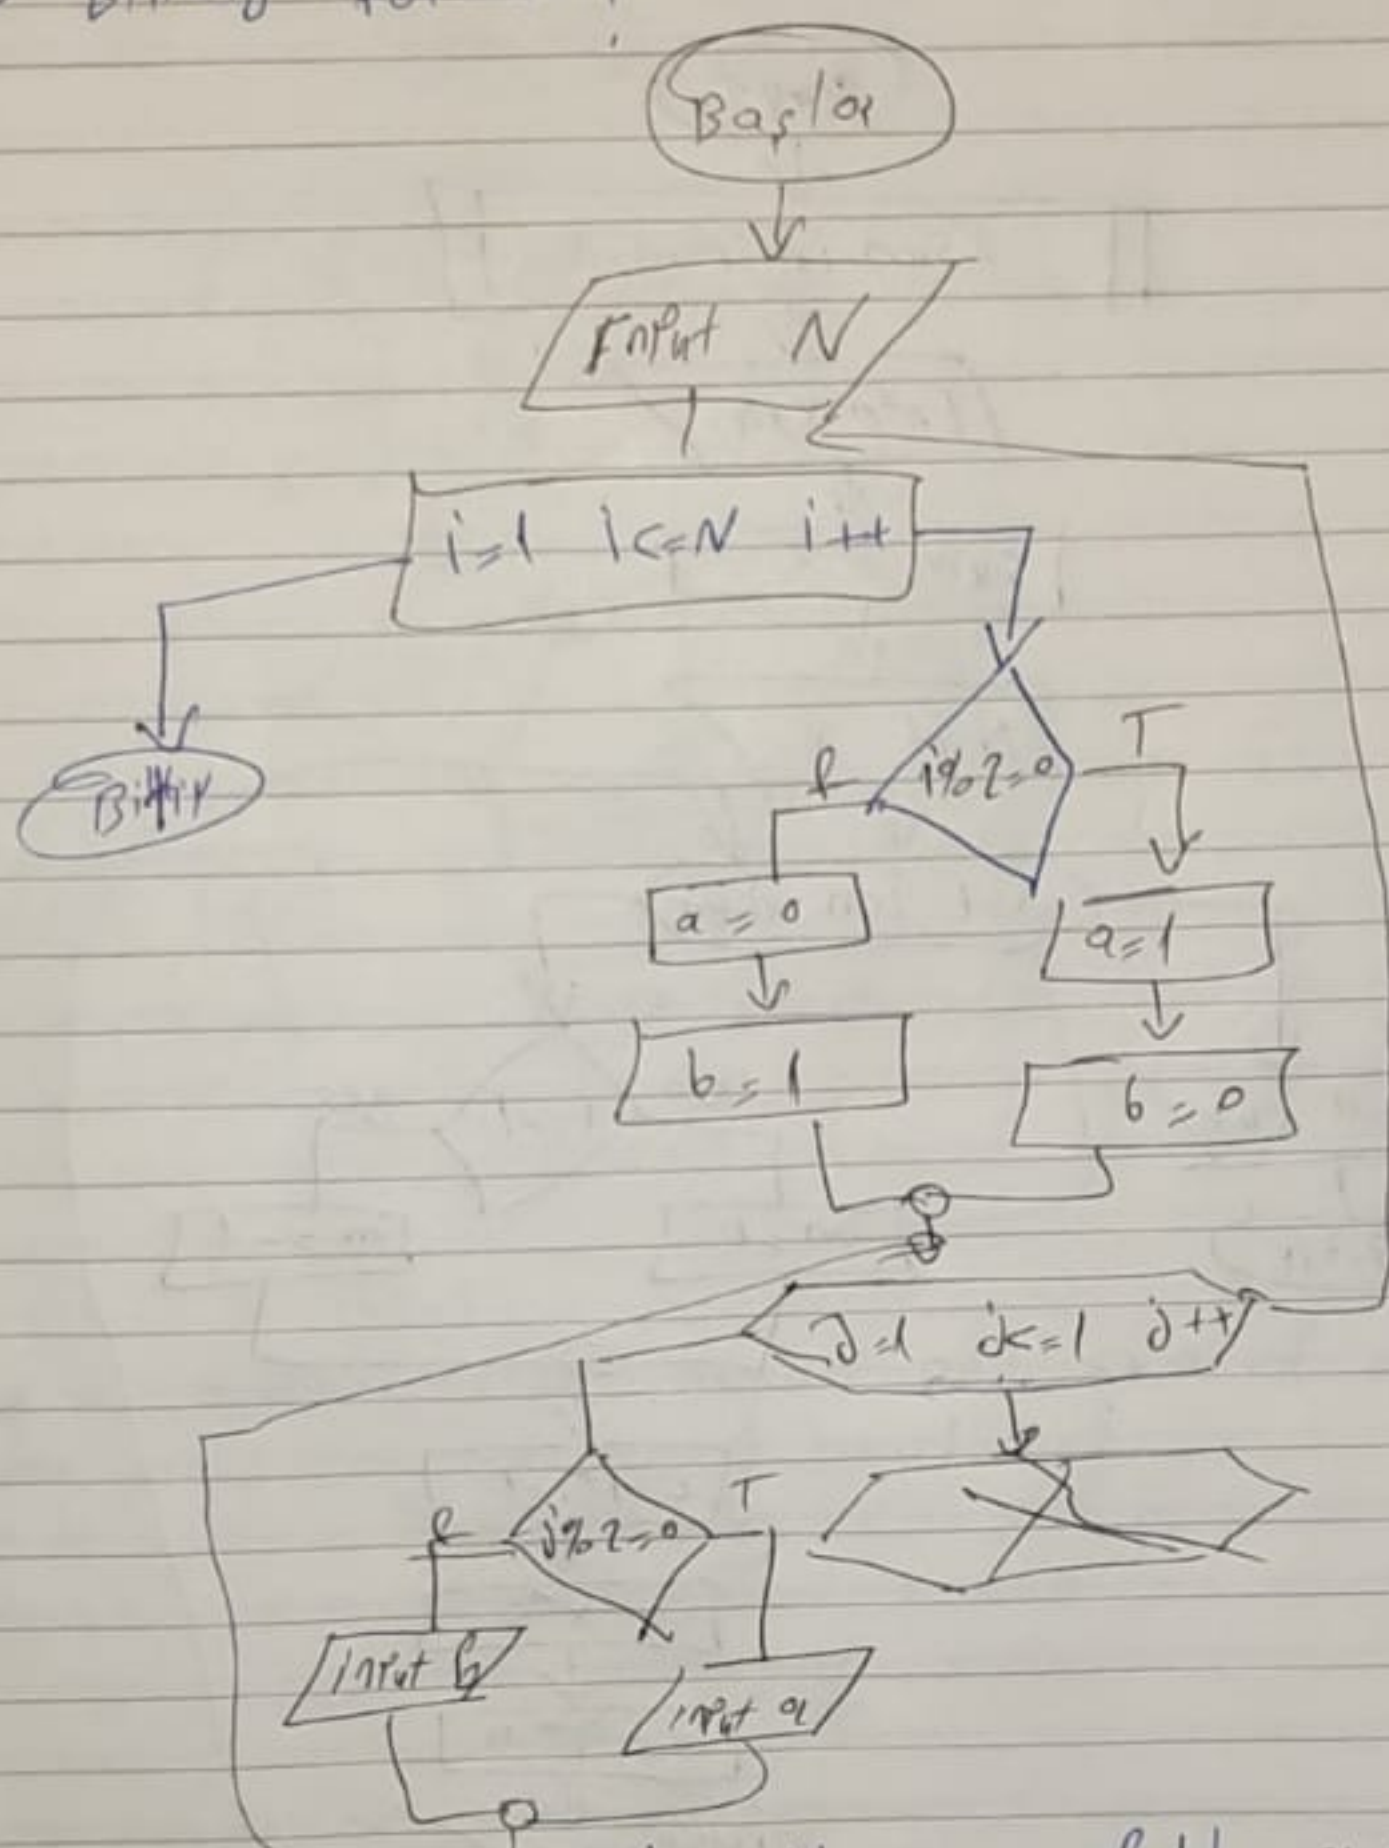 Başla
Input N
i=1 i<=N i++
Bitir
i%2=0
f
T
a=0
a=1
b=1
b=0
J=1 j<=1 j++
j%2=0
f
T
input b
input a